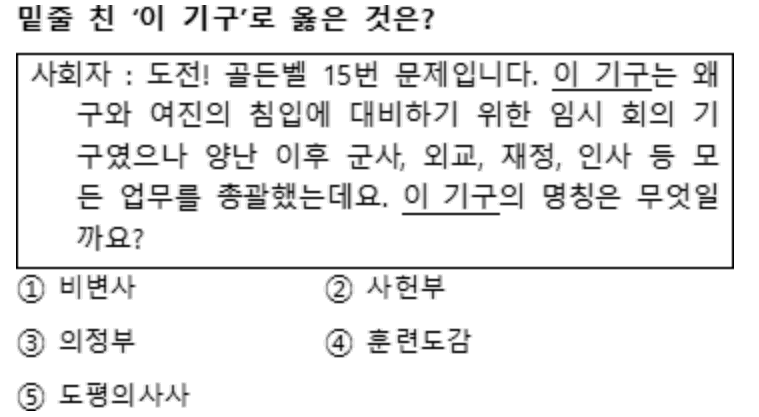 밑줄 친 ‘이 기구’로 옳은 것은?
사회자 : 도전! 골든벨 15번 문제입니다. 이 기구는 왜
구와 여진의 침입에 대비하기 위한 임시 회의 기
구였으나 양난 이후 군사, 외교, 재정, 인사 등 모
든 업무를 총괄했는데요. 이 기구의 명칭은 무엇일
까요?
① 비변사 ② 사헌부
③ 의정부 ④ 훈련도감
⑤ 도평의사사